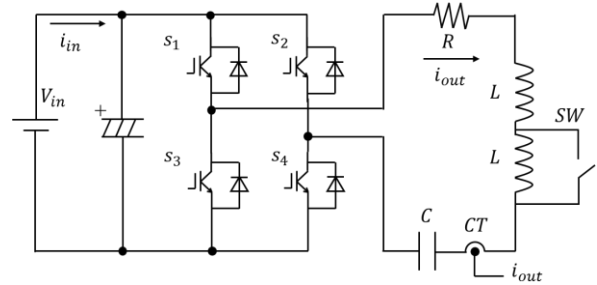 i_in
s_1
s_2
R
i_out
V_in
+
L
SW
L
s_3
s_4
C
CT
i_out